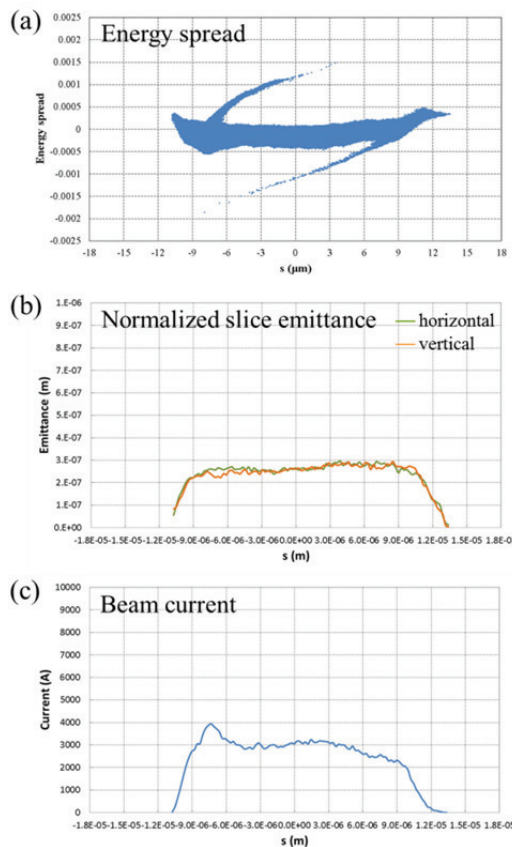 (a)
Energy spread
0.0025
0.002
0.0015
0.001
0.0005
0
-0.0005
-0.001
-0.0015
-0.002
-0.0025
Energy spread
-18 -15 -12 -9 -6 -3 0 3 6 9 12 15 18
s (μm)
(b)
Normalized slice emittance
horizontal
vertical
1.E-06
9.E-07
8.E-07
7.E-07
6.E-07
5.E-07
4.E-07
3.E-07
2.E-07
1.E-07
0.E+00
Emittance (m)
-1.8E-05 -1.5E-05 -1.2E-05 -9.0E-06 -6.0E-06 -3.0E-06 0.0E+00 3.0E-06 6.0E-06 9.0E-06 1.2E-05 1.5E-05 1.8E-05
s (m)
(c)
Beam current
10000
9000
8000
7000
6000
5000
4000
3000
2000
1000
0
Current (A)
-1.8E-05 -1.5E-05 -1.2E-05 -9.0E-06 -6.0E-06 -3.0E-06 0.0E+00 3.0E-06 6.0E-06 9.0E-06 1.2E-05 1.5E-05 1.8E-05
s (m)